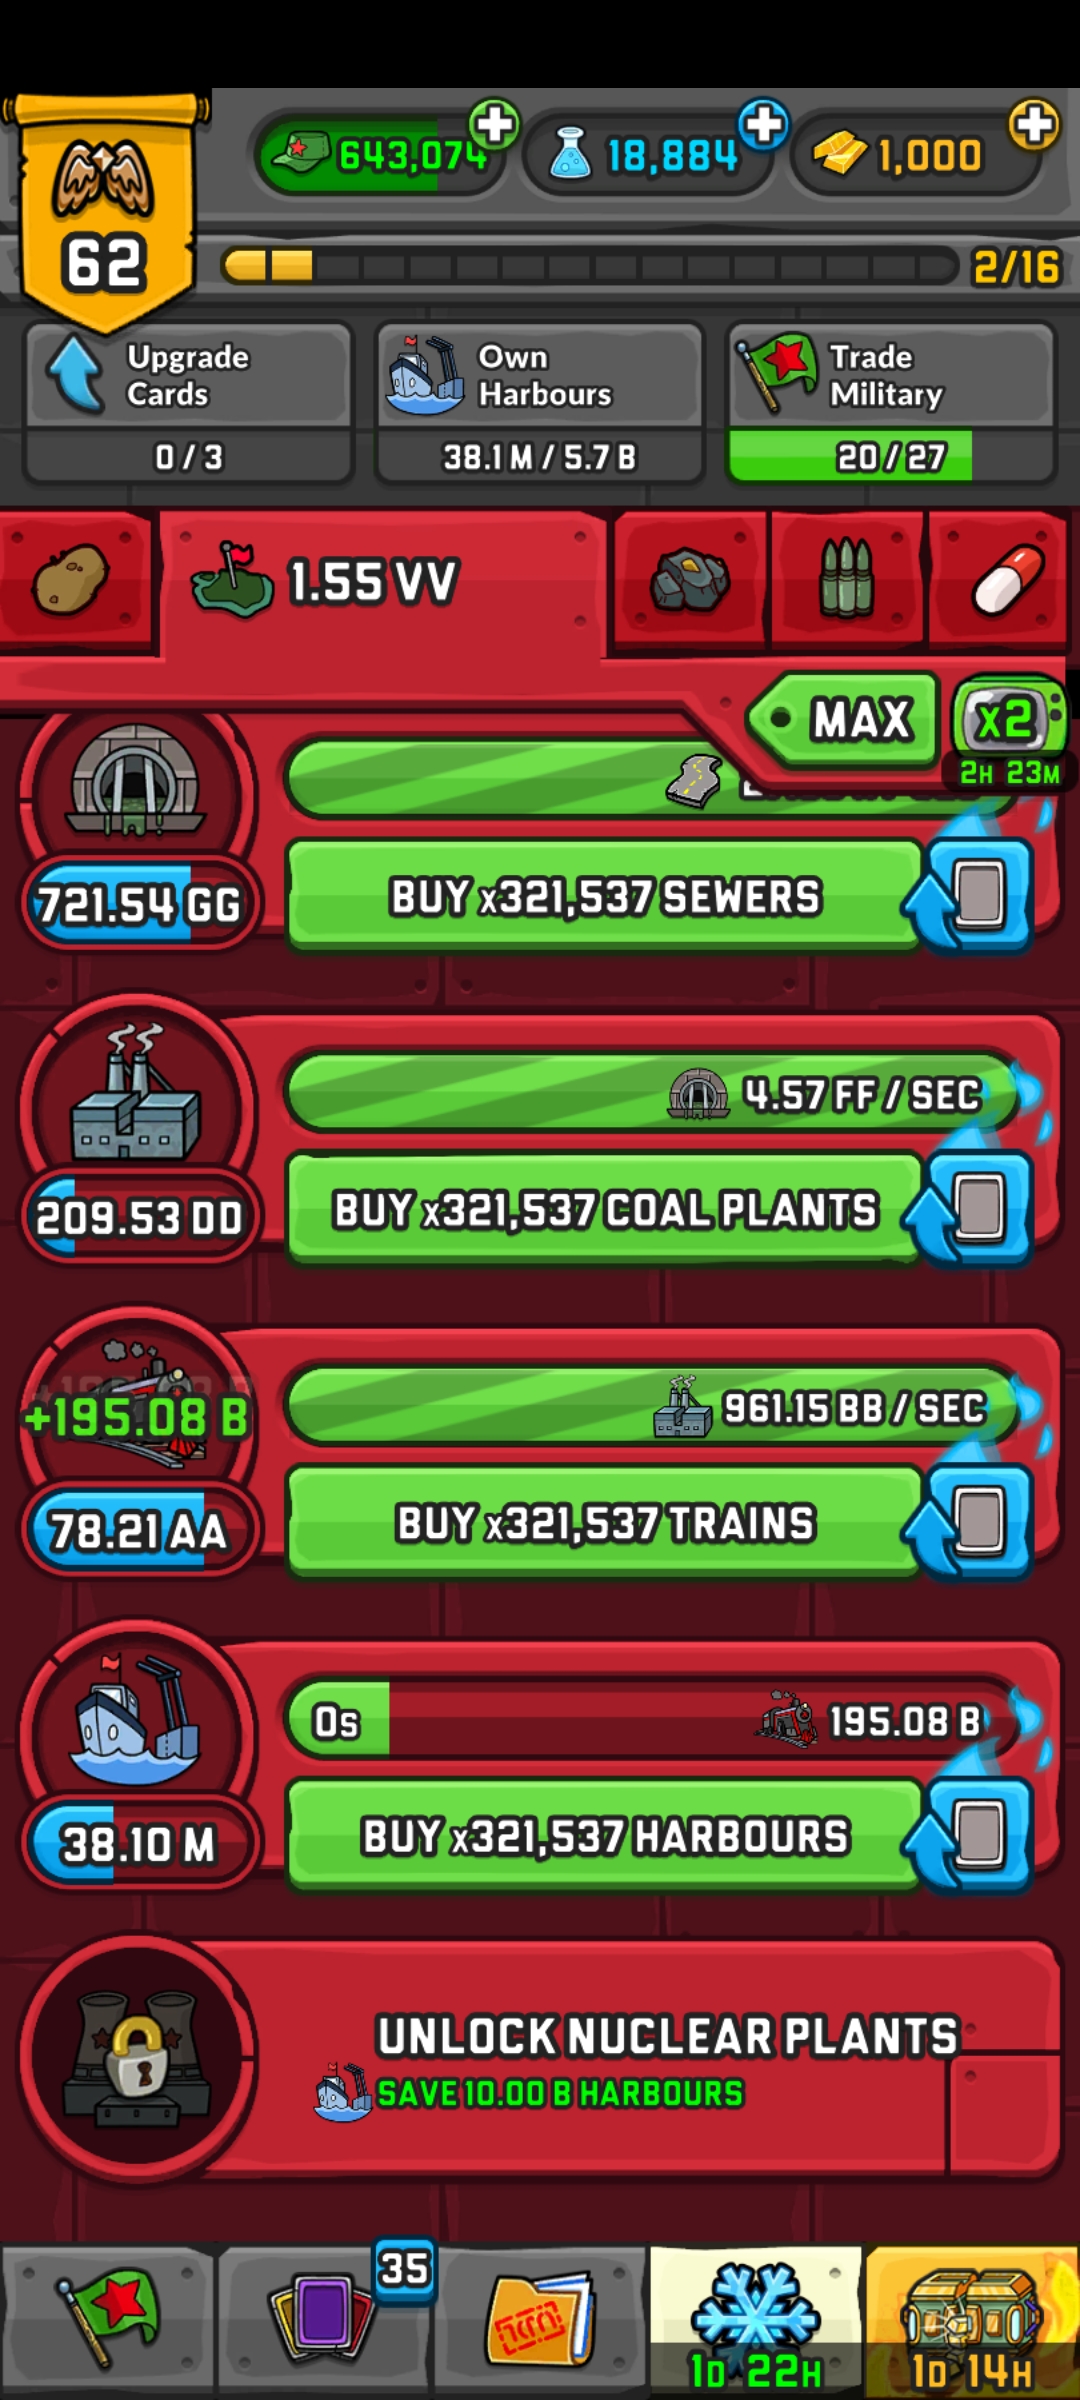 643,074
18,884
1,000
62
2/16
Upgrade Cards
0 / 3
Own Harbours
38.1 M / 5.7 B
Trade Military
20 / 27
1.55 VV
MAX
x2
2H 23M
721.54 GG
BUY x321,537 SEWERS
4.57 FF / SEC
209.53 DD
BUY x321,537 COAL PLANTS
+195.08 B
961.15 BB / SEC
78.21 AA
BUY x321,537 TRAINS
0s
195.08 B
38.10 M
BUY x321,537 HARBOURS
UNLOCK NUCLEAR PLANTS
SAVE 10.00 B HARBOURS
35
1D 22H
1D 14H